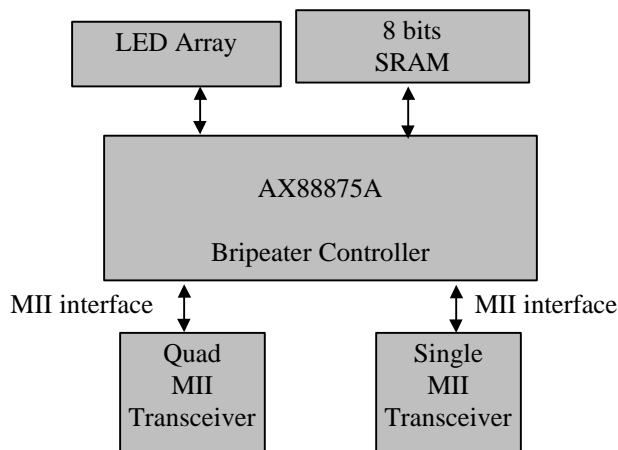 LED Array
8 bits
SRAM
AX88875A
Bripeater Controller
MII interface
MII interface
Quad
MII
Transceiver
Single
MII
Transceiver